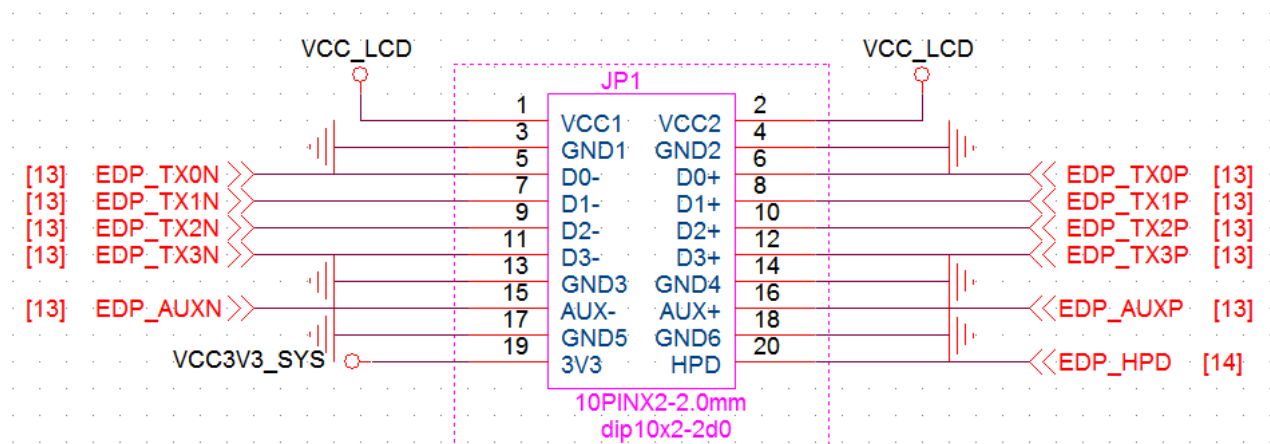 VCC_LCD VCC_LCD
JP1
1 VCC1 VCC2 2
3 GND1 GND2 4
[13] EDP_TX0N 5 D0- D0+ 6 EDP_TX0P [13]
[13] EDP_TX1N 7 D1- D1+ 8 EDP_TX1P [13]
[13] EDP_TX2N 9 D2- D2+ 10 EDP_TX2P [13]
[13] EDP_TX3N 11 D3- D3+ 12 EDP_TX3P [13]
13 GND3 GND4 14
[13] EDP_AUXN 15 AUX- AUX+ 16 EDP_AUXP [13]
17 GND5 GND6 18
VCC3V3_SYS 19 3V3 HPD 20 EDP_HPD [14]
10PINX2-2.0mm
dip10x2-2d0